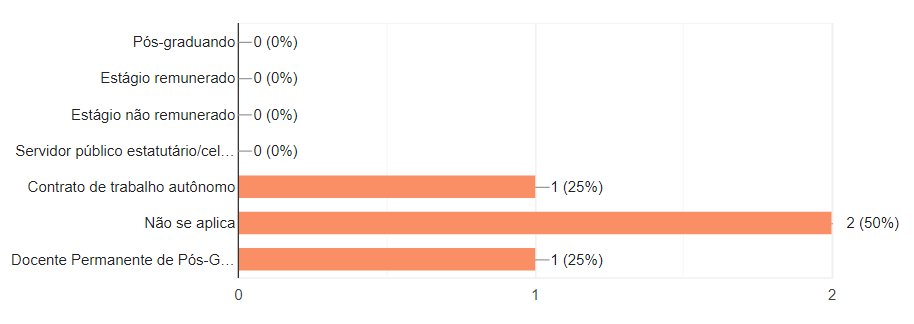 Pós-graduando 0 (0%)
Estágio remunerado 0 (0%)
Estágio não remunerado 0 (0%)
Servidor público estatutário/cel… 0 (0%)
Contrato de trabalho autônomo 1 (25%)
Não se aplica 2 (50%)
Docente Permanente de Pós-G… 1 (25%)
0 1 2